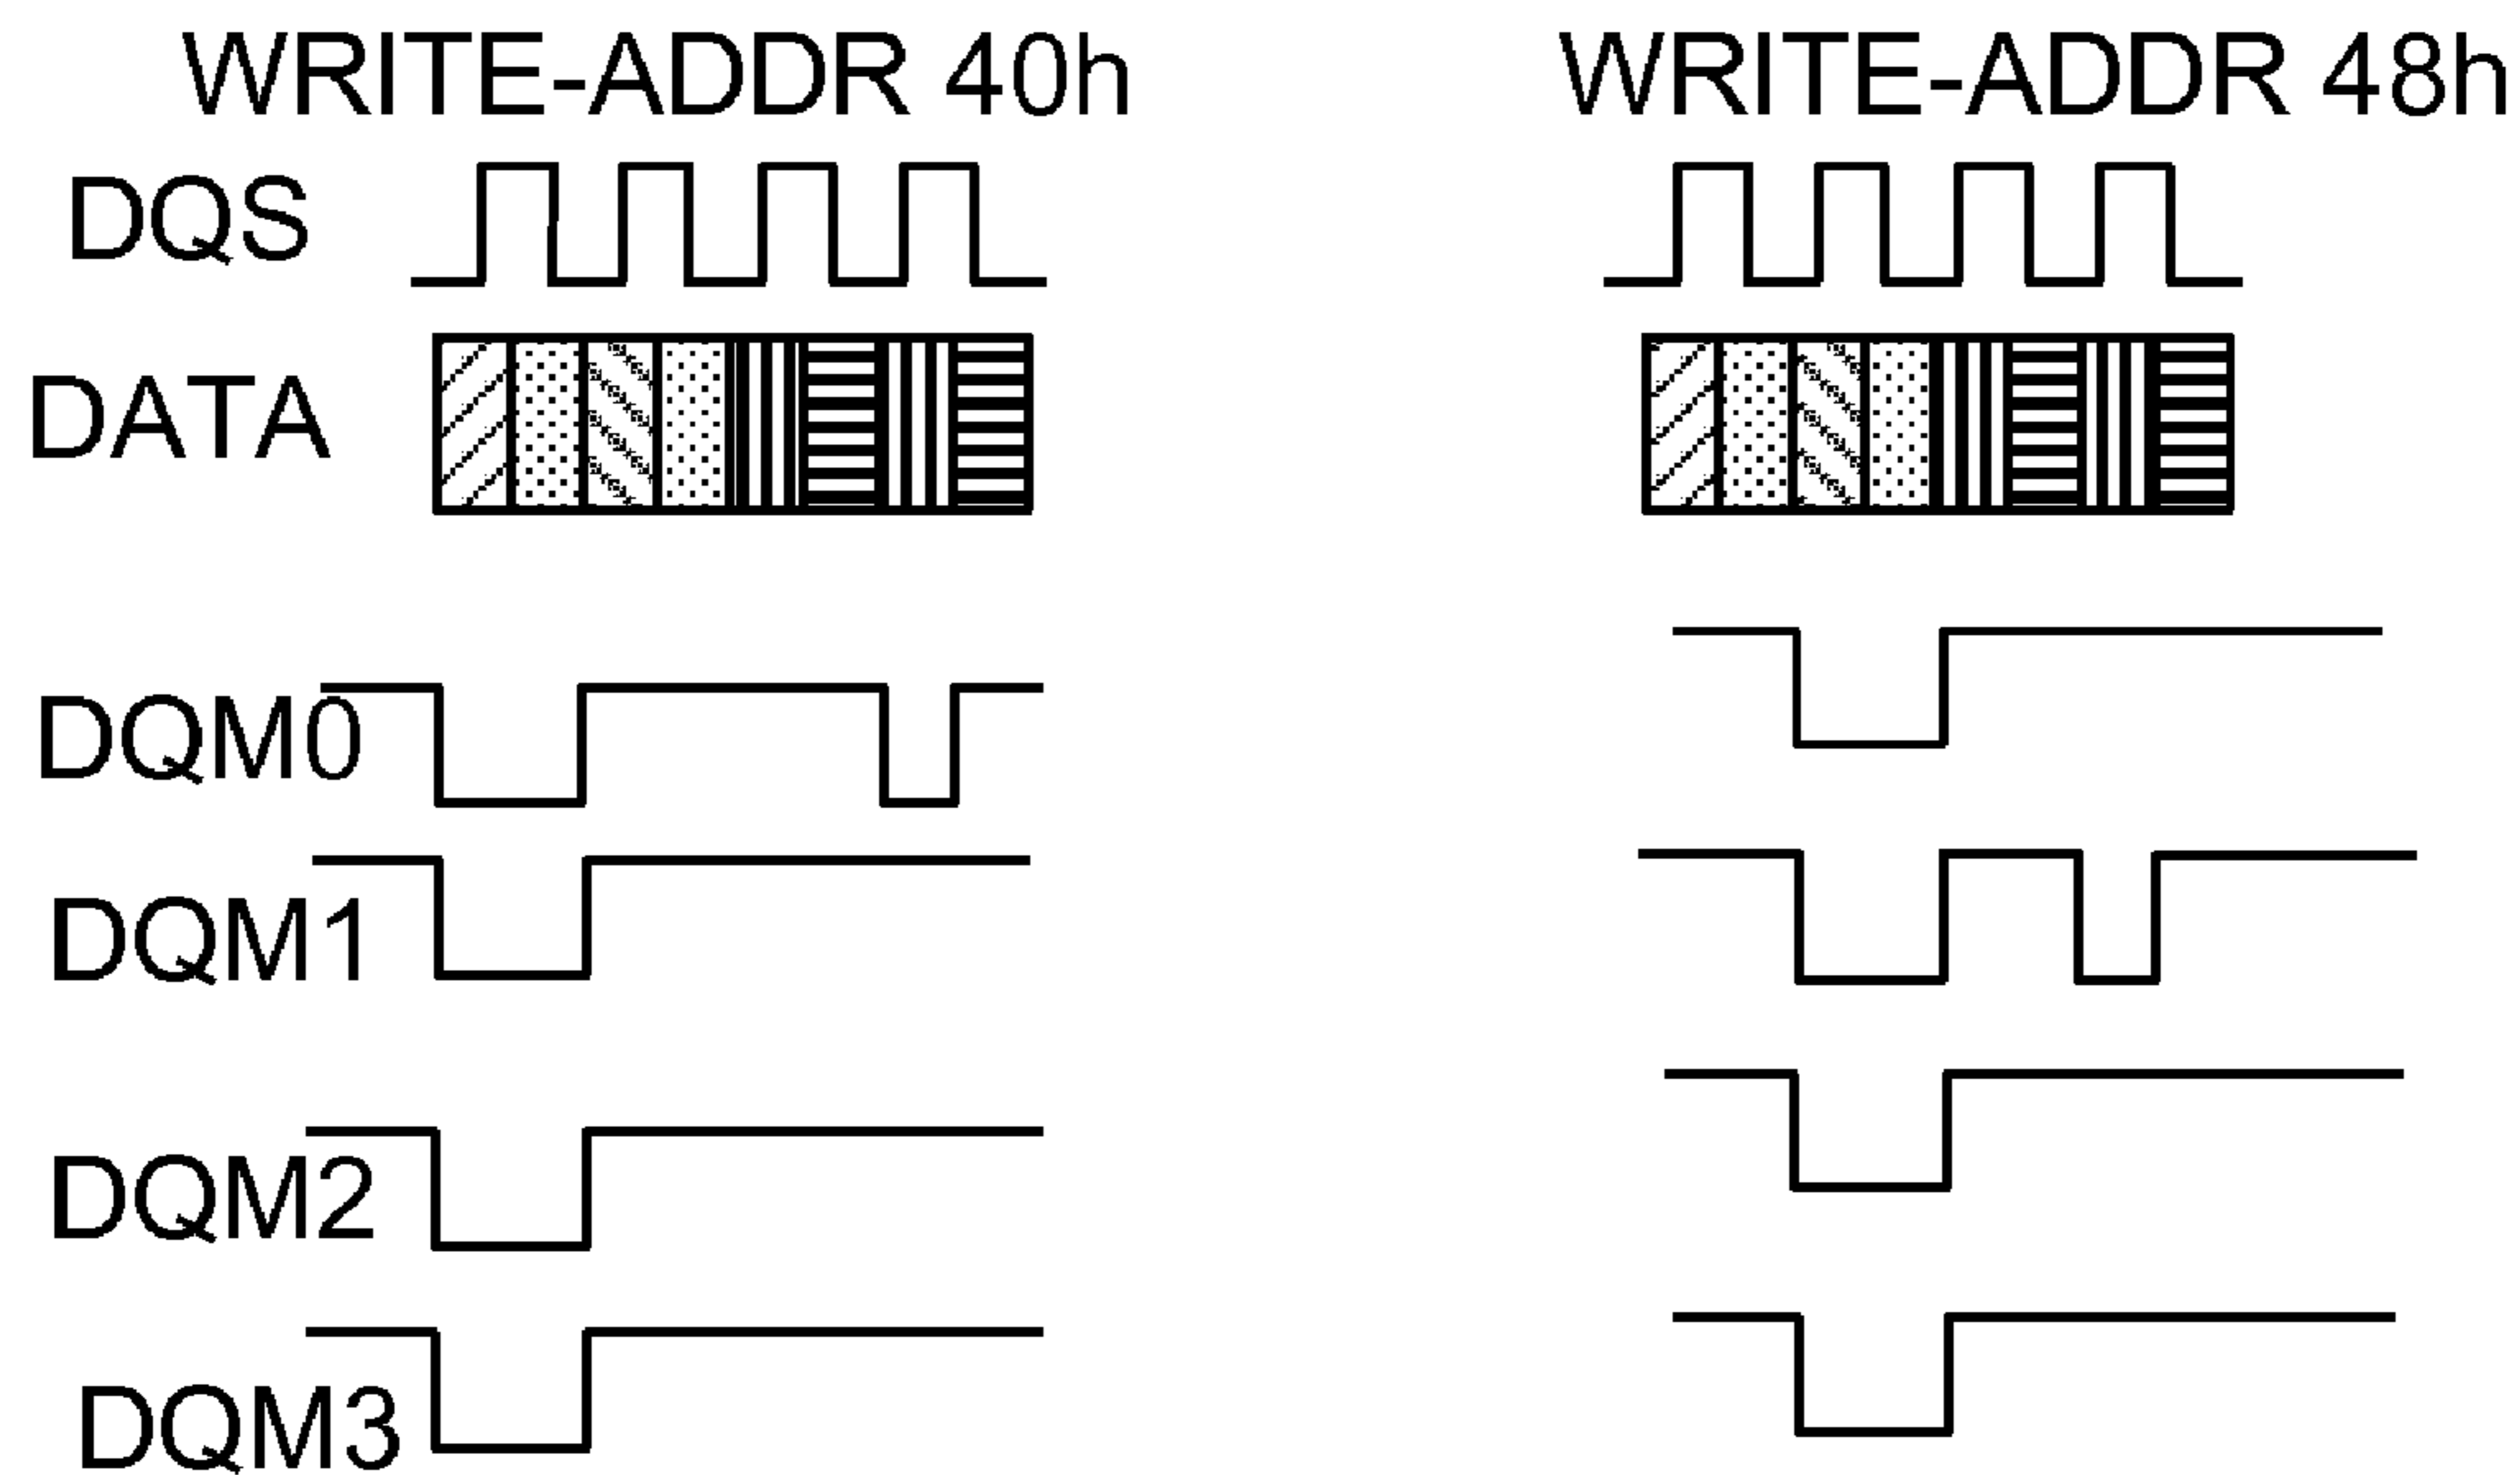 WRITE-ADDR 40h
WRITE-ADDR 48h
DQS
DATA
DQM0
DQM1
DQM2
DQM3